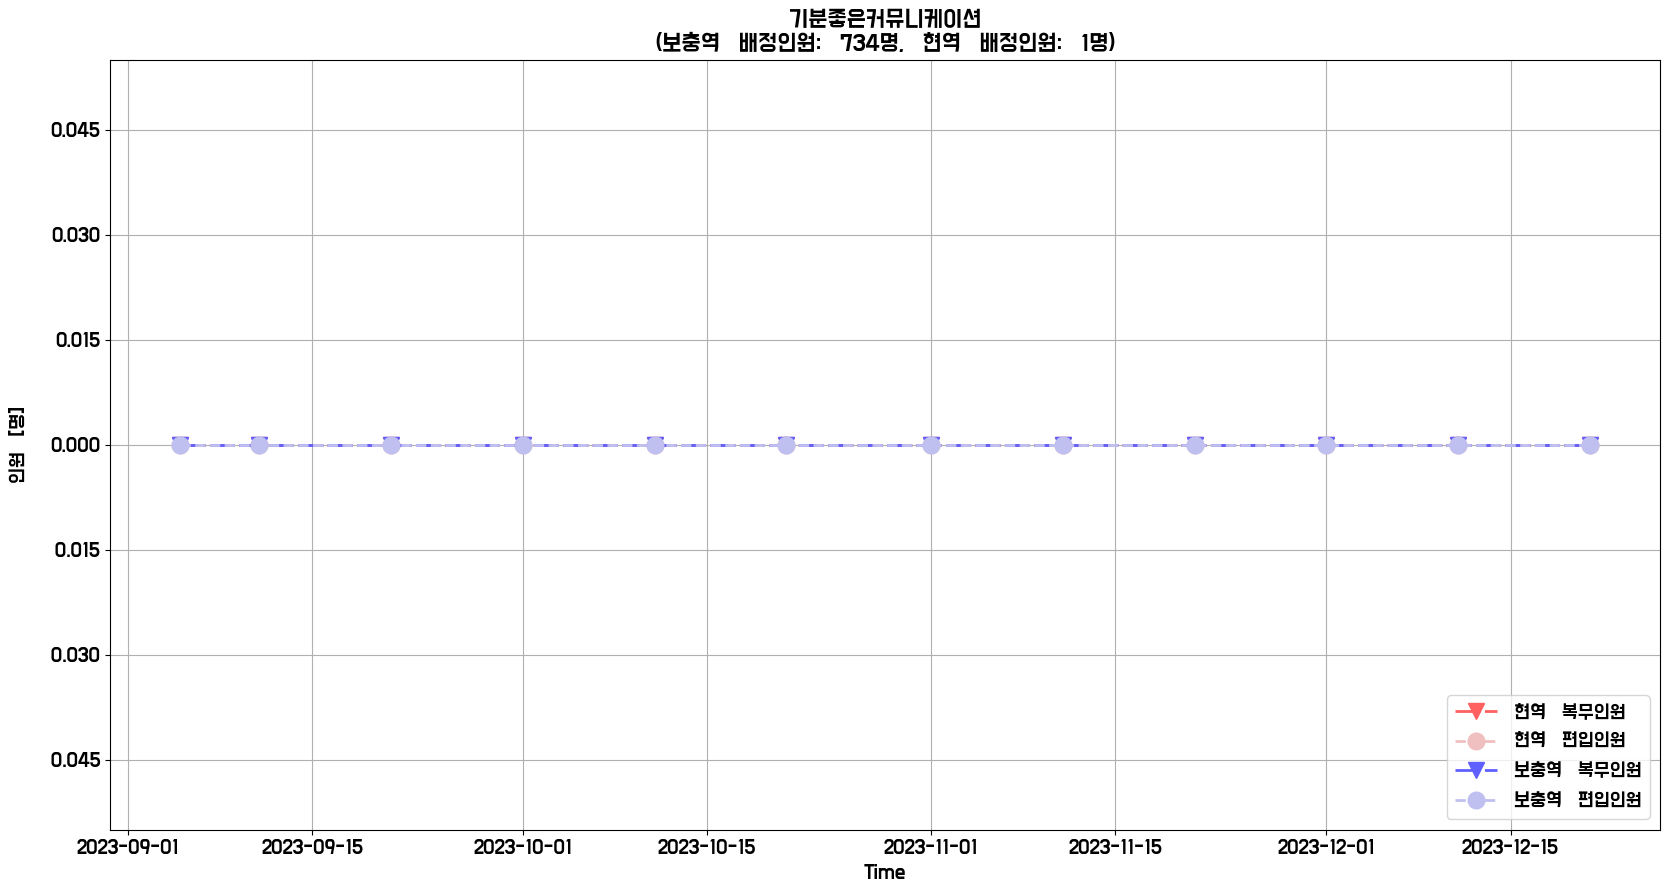 기분좋은커뮤니케이션
(보충역 배정인원: 734명, 현역 배정인원: 1명)
인원 [명]
0.045
0.030
0.015
0.000
0.015
0.030
0.045
현역 복무인원
현역 편입인원
보충역 복무인원
보충역 편입인원
2023-09-01 2023-09-15 2023-10-01 2023-10-15 2023-11-01 2023-11-15 2023-12-01 2023-12-15
Time